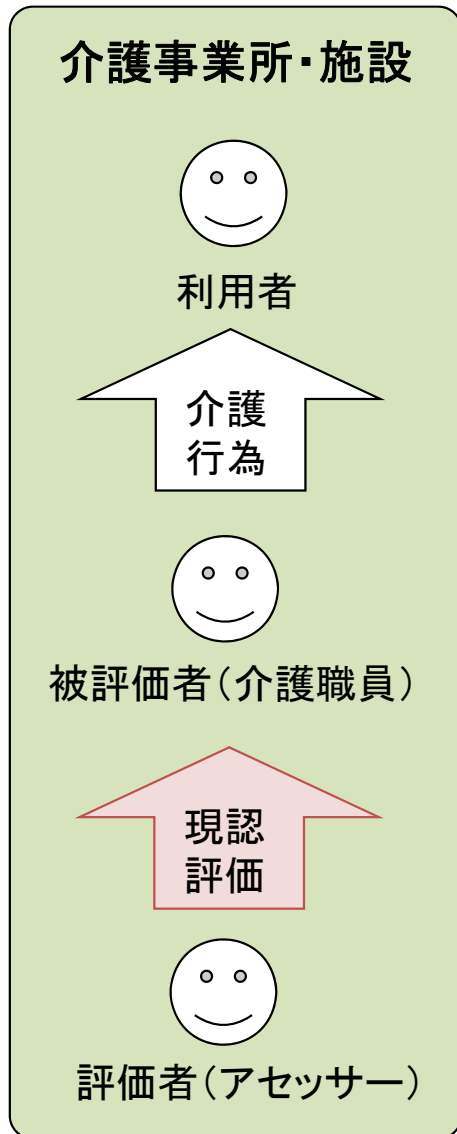 介護事業所・施設
利用者
介護
行為
被評価者(介護職員)
現認
評価
評価者(アセッサー)